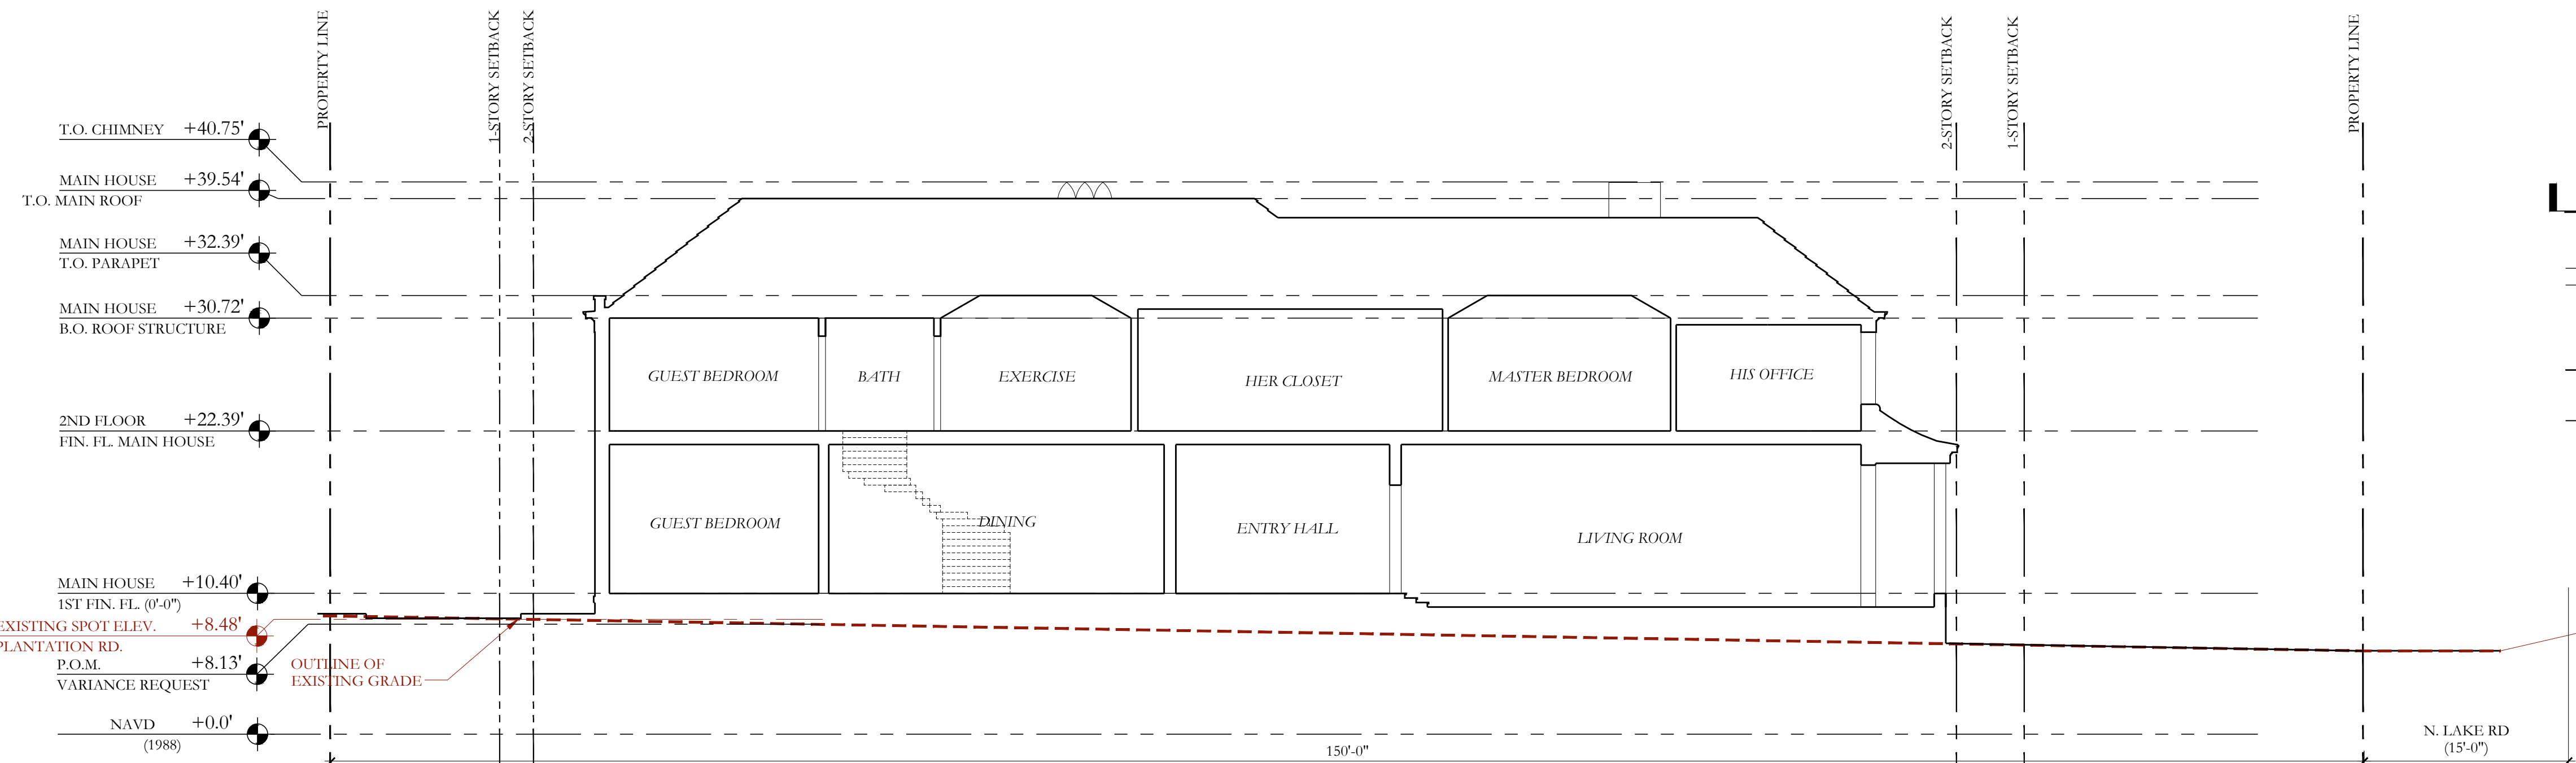 PROPERTY LINE
1-STORY SETBACK
2-STORY SETBACK
2-STORY SETBACK
1-STORY SETBACK
PROPERTY LINE
T.O. CHIMNEY +40.75'
MAIN HOUSE +39.54'
T.O. MAIN ROOF
MAIN HOUSE +32.39'
T.O. PARAPET
MAIN HOUSE +30.72'
B.O. ROOF STRUCTURE
GUEST BEDROOM
BATH
EXERCISE
HER CLOSET
MASTER BEDROOM
HIS OFFICE
2ND FLOOR +22.39'
FIN. FL. MAIN HOUSE
GUEST BEDROOM
DINING
ENTRY HALL
LIVING ROOM
MAIN HOUSE +10.40'
1ST FIN. FL. (0'-0")
EXISTING SPOT ELEV. +8.48'
PLANTATION RD.
P.O.M. +8.13'
VARIANCE REQUEST
OUTLINE OF
EXISTING GRADE
NAVD +0.0'
(1988)
150'-0"
N. LAKE RD
(15'-0")